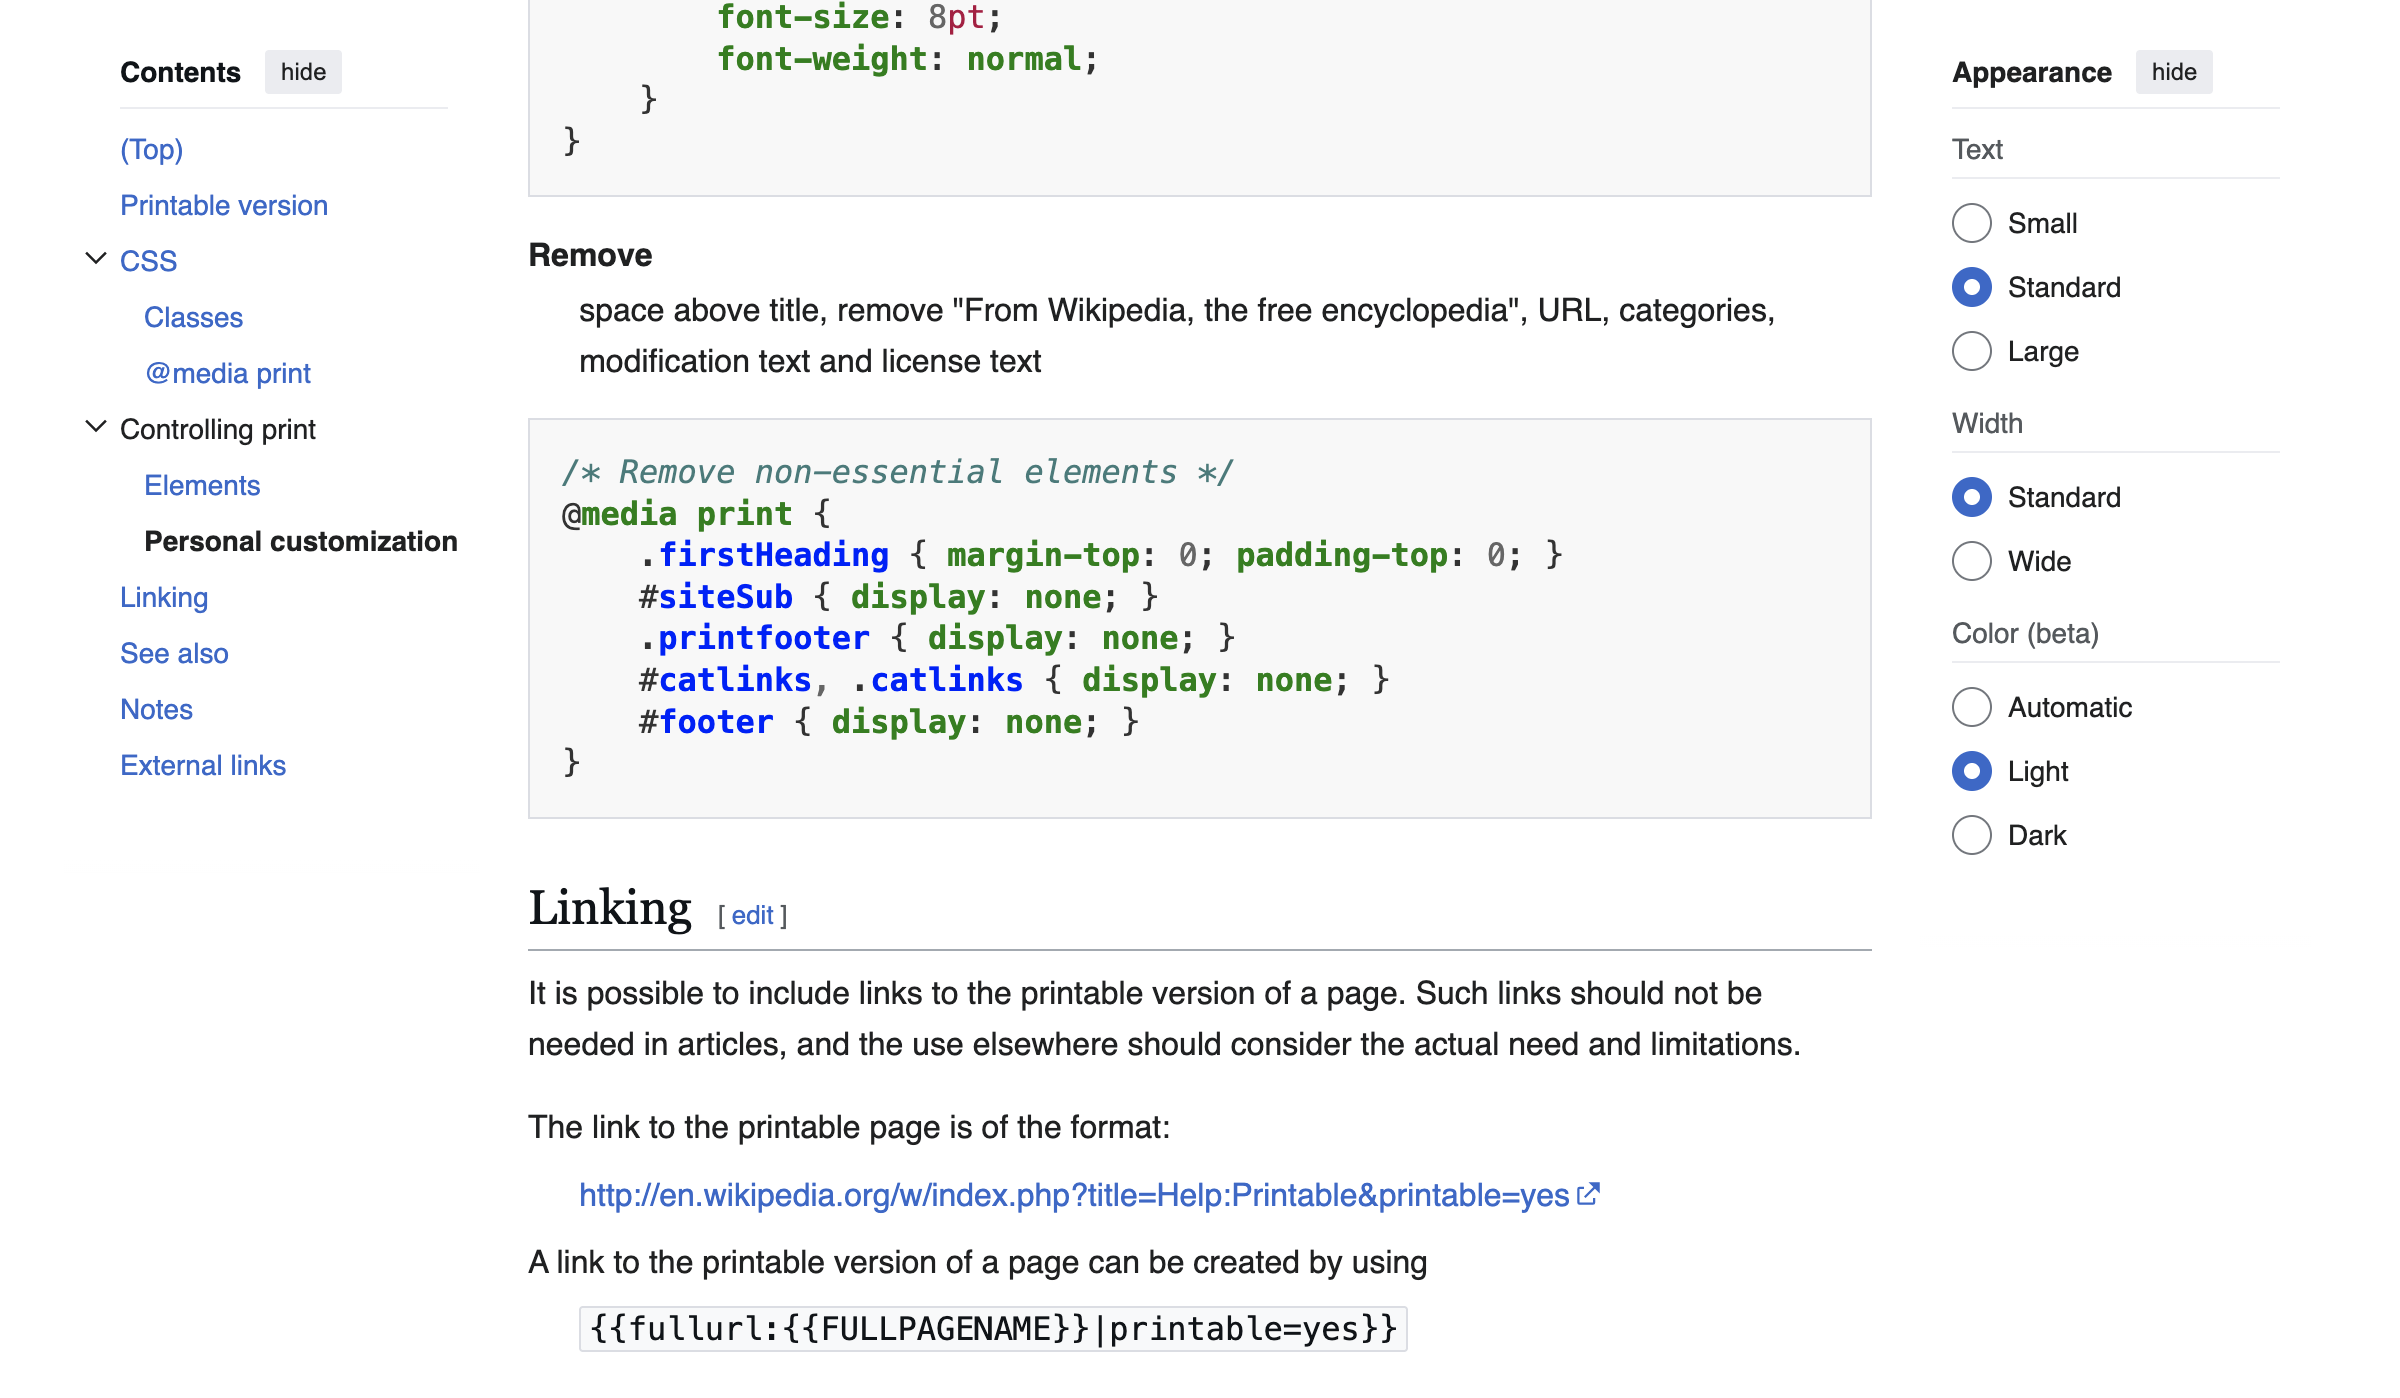 Contents hide
(Top)
Printable version
CSS
Classes
@media print
Controlling print
Elements
Personal customization
Linking
See also
Notes
External links
font-size: 8pt;
font-weight: normal;
}
}
Remove
space above title, remove "From Wikipedia, the free encyclopedia", URL, categories,
modification text and license text
/* Remove non-essential elements */
@media print {
.firstHeading { margin-top: 0; padding-top: 0; }
#siteSub { display: none; }
.printfooter { display: none; }
#catlinks, .catlinks { display: none; }
#footer { display: none; }
}
Linking [ edit ]
It is possible to include links to the printable version of a page. Such links should not be
needed in articles, and the use elsewhere should consider the actual need and limitations.
The link to the printable page is of the format:
http://en.wikipedia.org/w/index.php?title=Help:Printable&printable=yes
A link to the printable version of a page can be created by using
{{fullurl:{{FULLPAGENAME}}|printable=yes}}
Appearance hide
Text
Small
Standard
Large
Width
Standard
Wide
Color (beta)
Automatic
Light
Dark